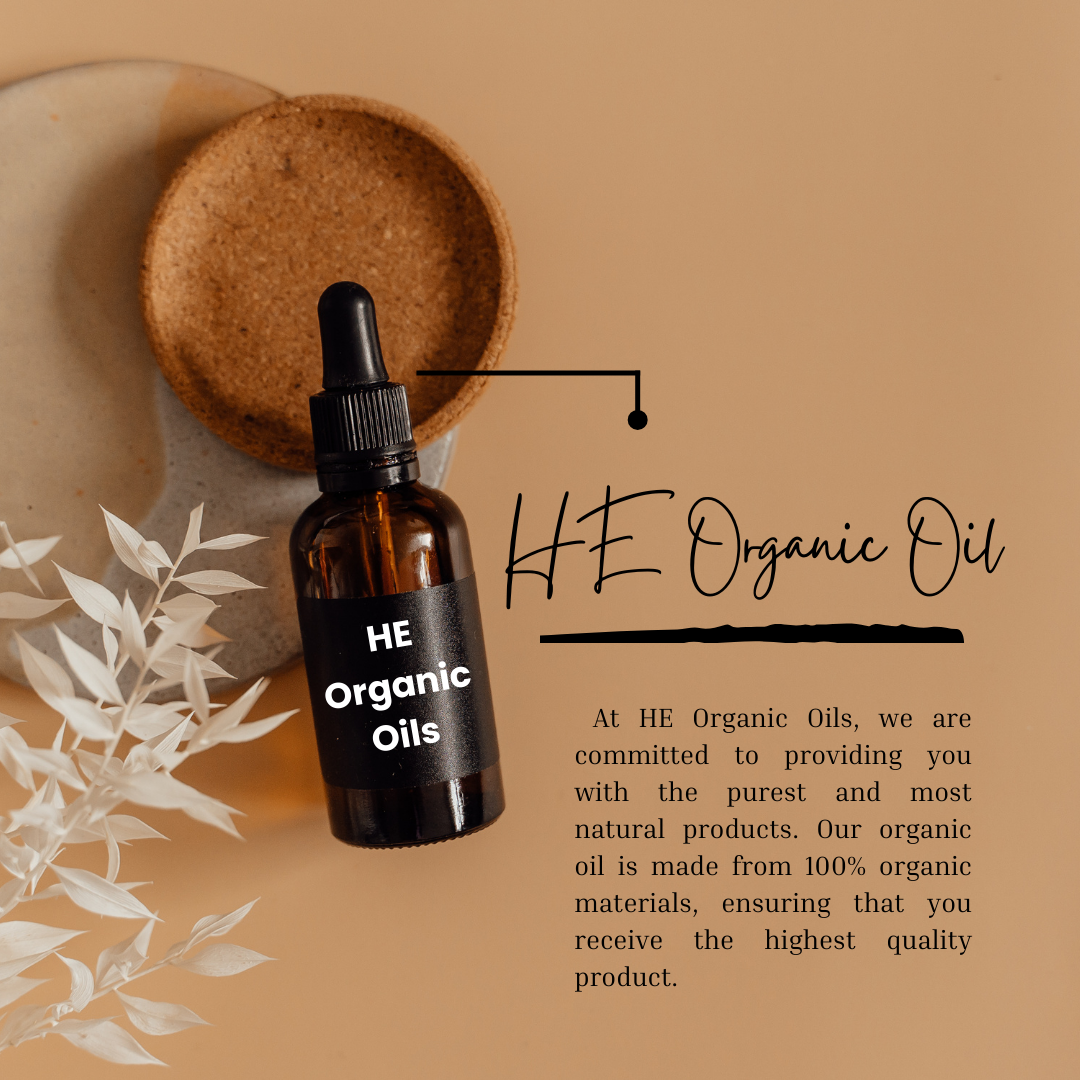 HE
Organic
Oils
HE Organic Oil
At HE Organic Oils, we are
committed to providing you
with the purest and most
natural products. Our organic
oil is made from 100% organic
materials, ensuring that you
receive the highest quality
product.